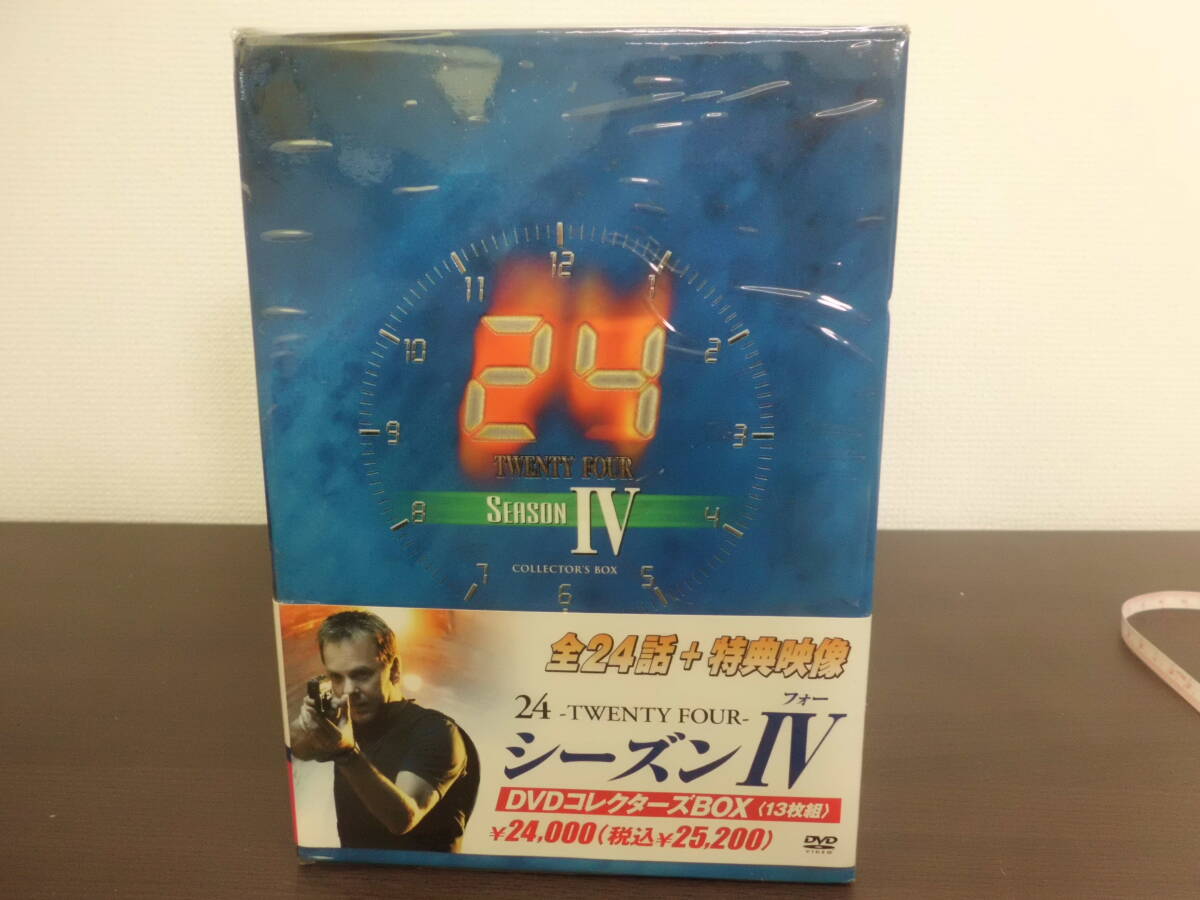 12
11
1
10
2
24
9
3
TWENTY FOUR
SEASON IV
8
4
COLLECTOR'S BOX
7
5
6
全24話+特典映像
フォー
24 -TWENTY FOUR-
シーズンIV
DVDコレクターズBOX〈13枚組〉
¥24,000(税込¥25,200)
DVD
VIDEO